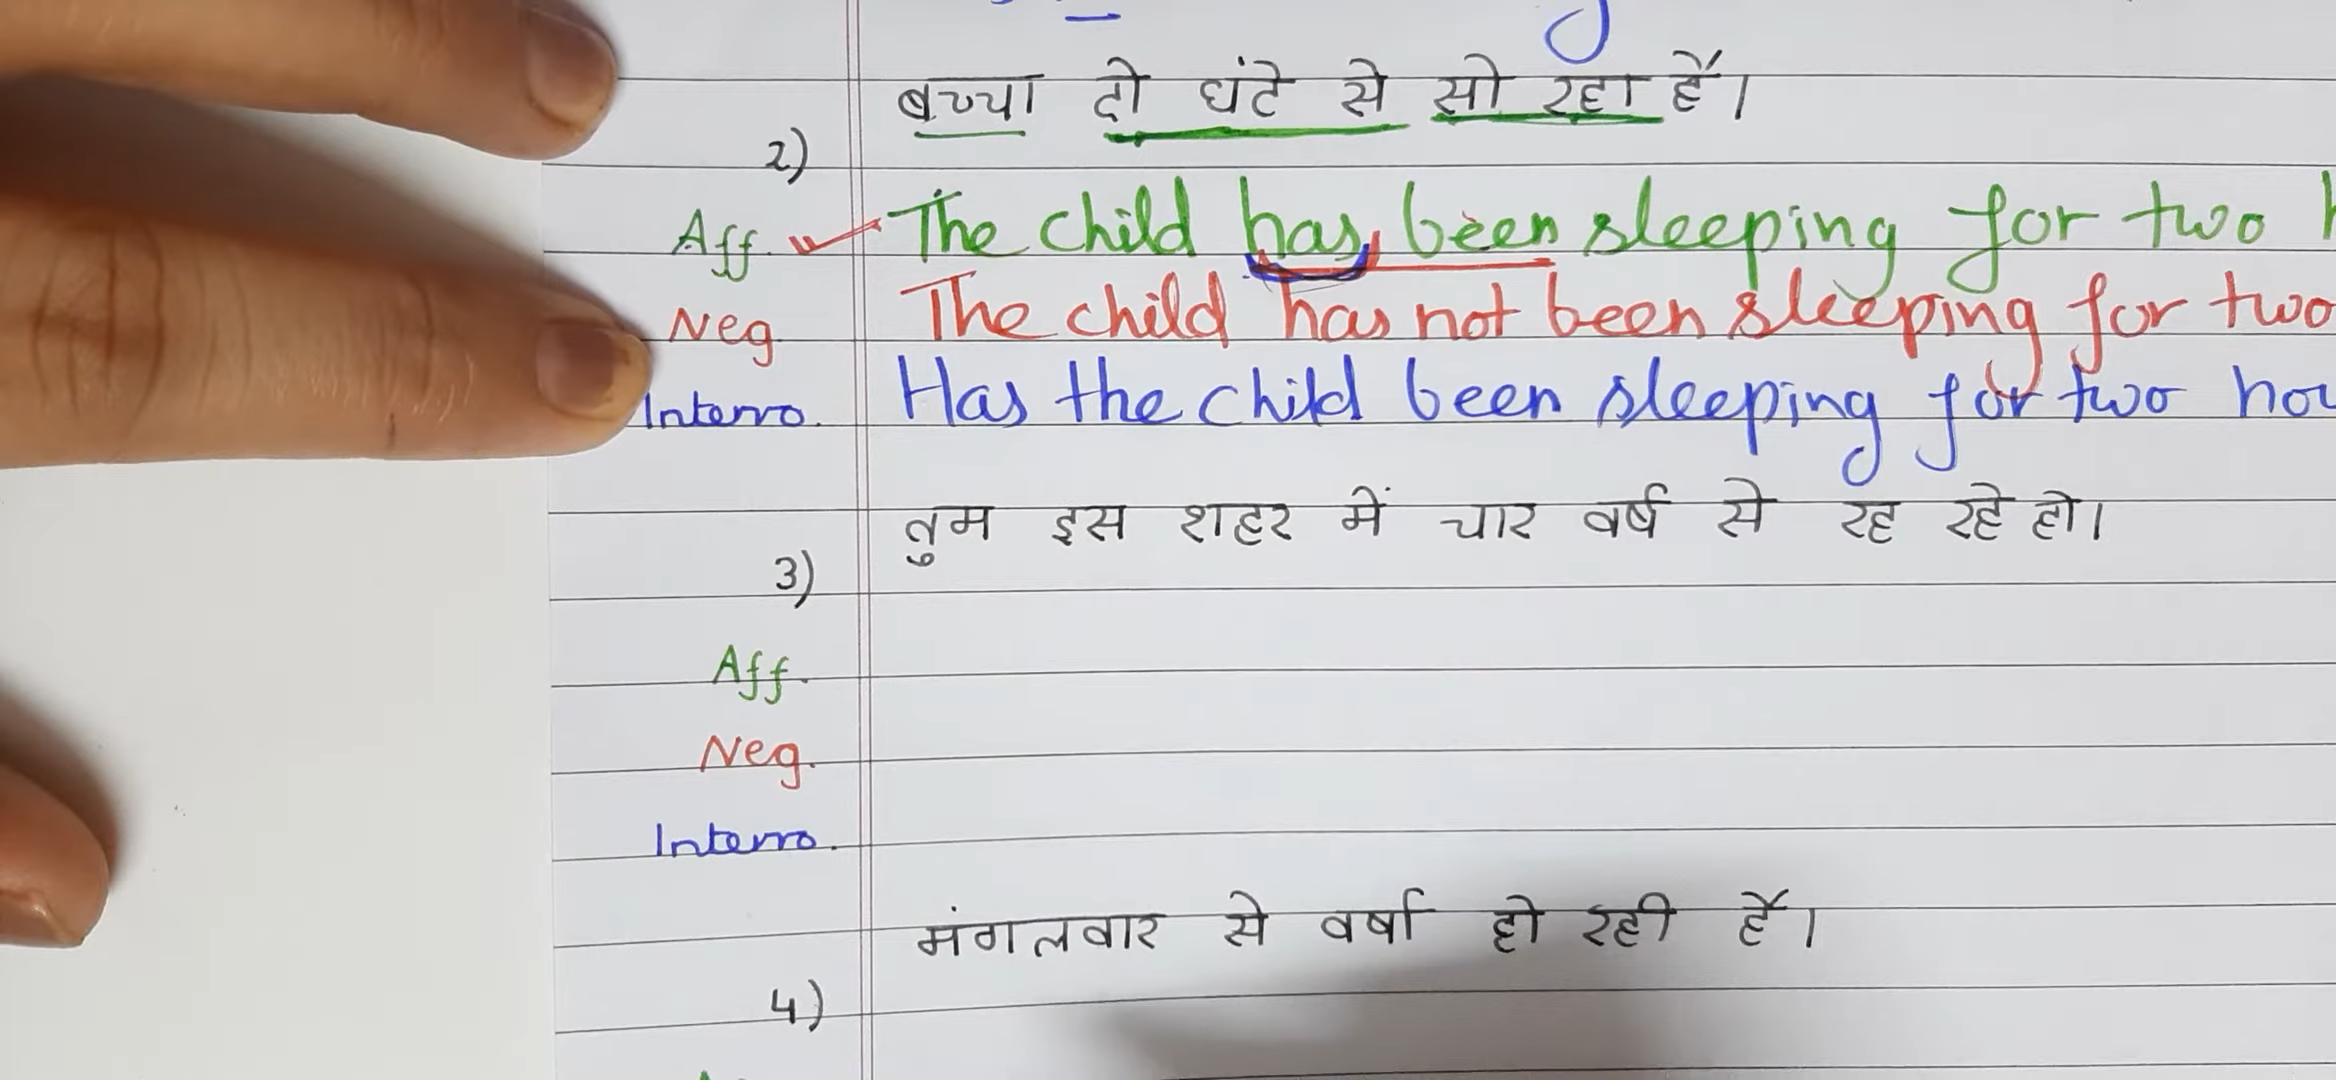 बच्चा दो घंटे से सो रहा है।
2)
Aff. The child has been sleeping for two
Neg. The child has not been sleeping for two
Interro. Has the child been sleeping for two hou
तुम इस शहर में चार वर्ष से रह रहे हो।
3)
Aff.
Neg.
Interro.
मंगलवार से वर्षा हो रही है।
4)